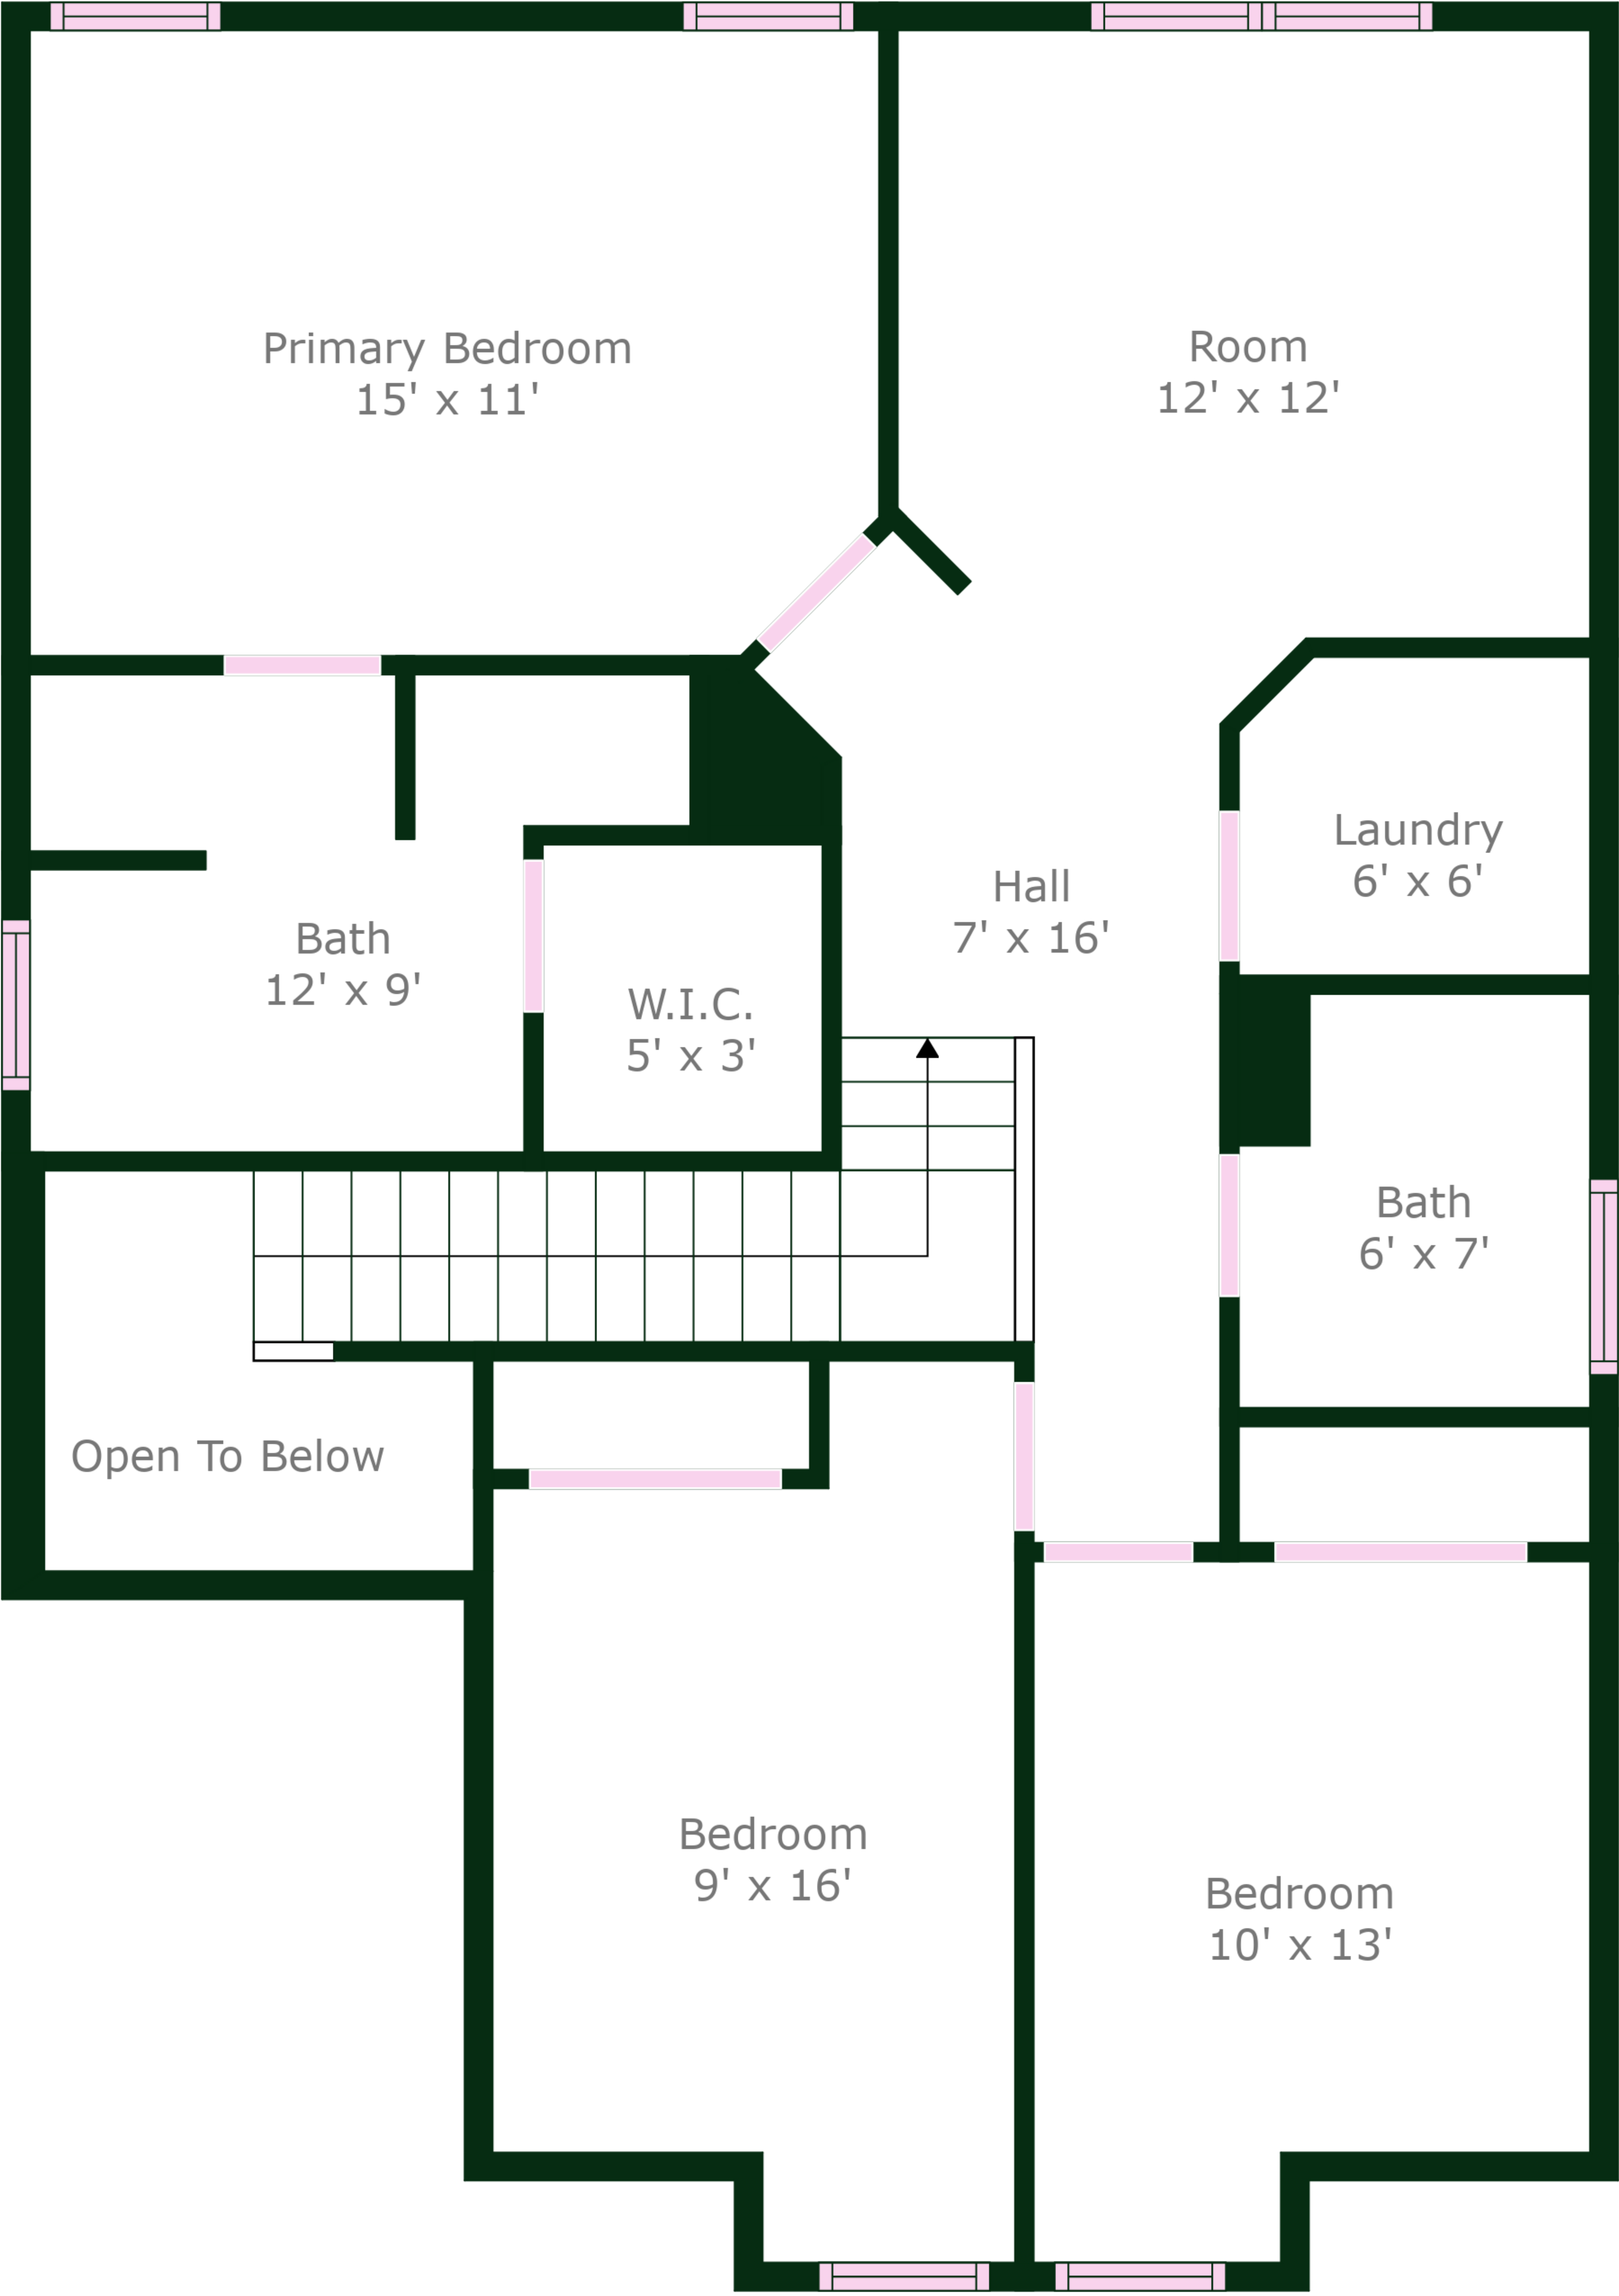 Primary Bedroom
15' x 11'
Room
12' x 12'
Laundry
6' x 6'
Hall
7' x 16'
Bath
12' x 9'
W.I.C.
5' x 3'
Bath
6' x 7'
Open To Below
Bedroom
9' x 16'
Bedroom
10' x 13'